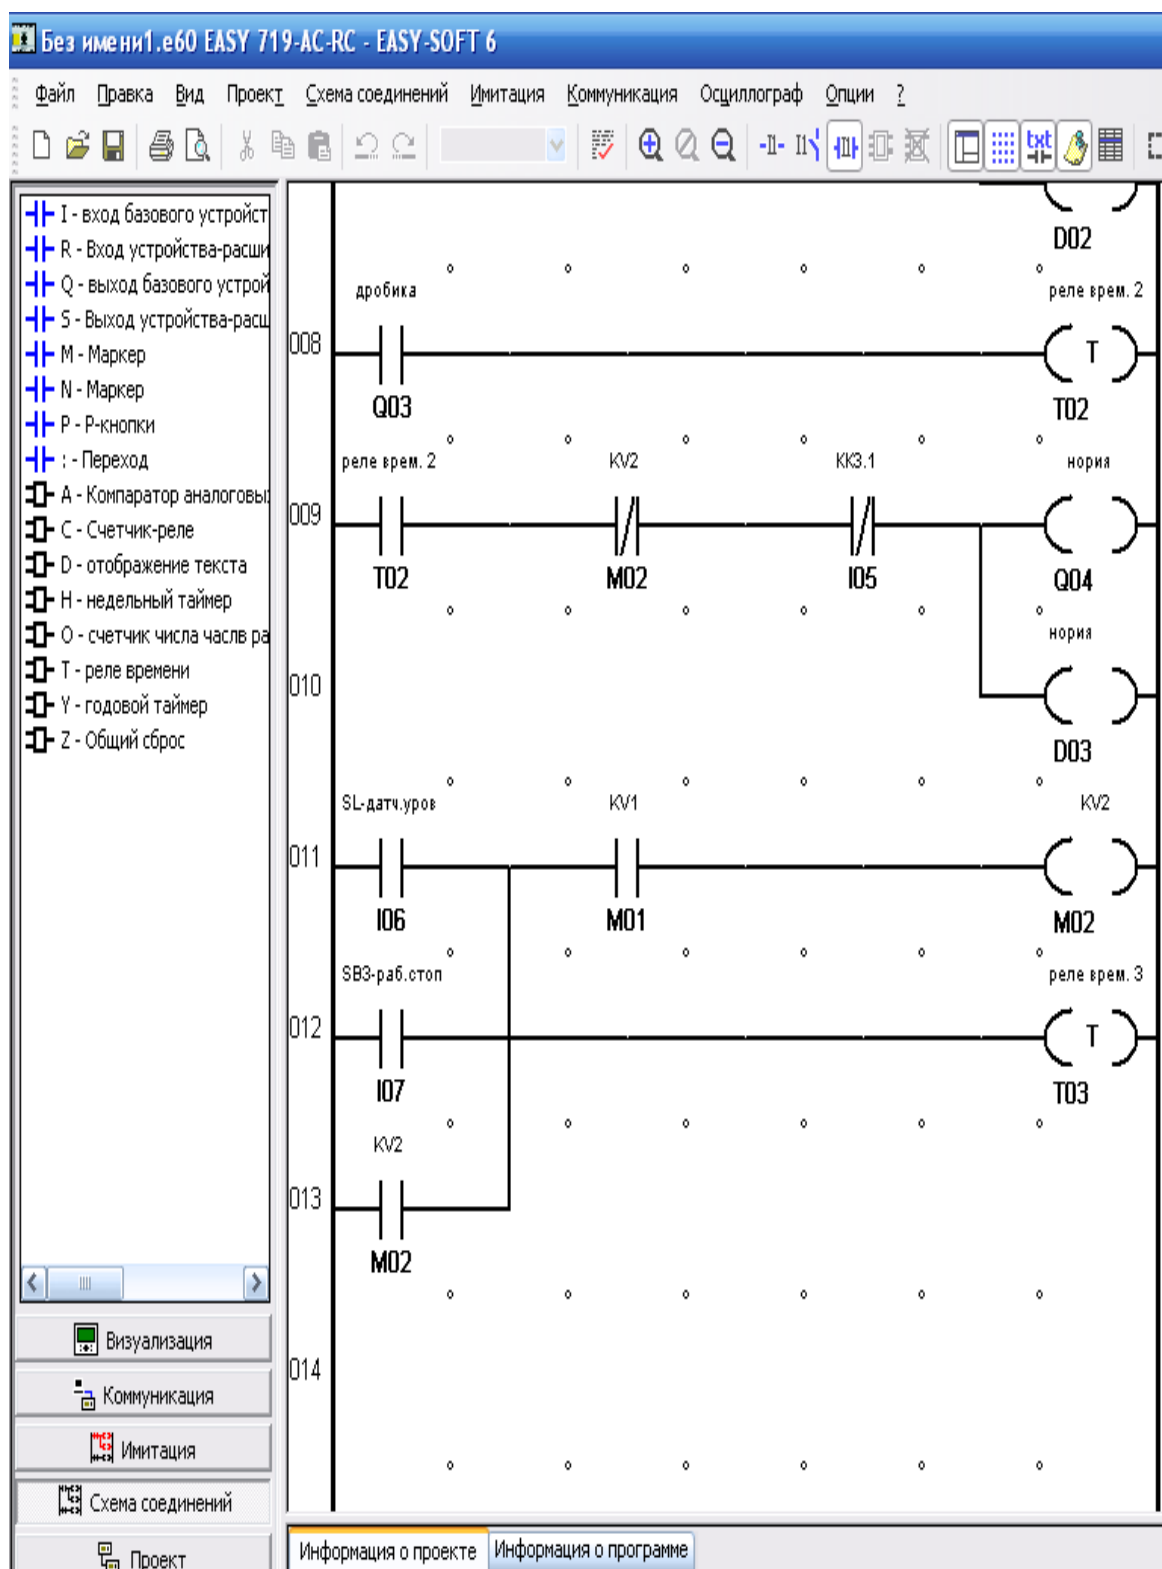 Без имени1.e60 EASY 719-AC-RC - EASY-SOFT 6
Файл Правка Вид Проект Схема соединений Имитация Коммуникация Осциллограф Опции ?
txt
I - вход базового устройст
R - Вход устройства-расши
Q - выход базового устрой
S - Выход устройства-расш
M - Маркер
N - Маркер
P - P-кнопки
: - Переход
A - Компаратор аналоговы
C - Счетчик-реле
D - отображение текста
H - недельный таймер
O - счетчик числа часлв ра
T - реле времени
Y - годовой таймер
Z - Общий сброс
Визуализация
Коммуникация
Имитация
Схема соединений
Проект
D02
дробика реле врем. 2
008 T
Q03 T02
реле врем. 2 KV2 KK3.1 нория
009
T02 M02 I05 Q04
нория
010
D03
SL-датч.уров KV1 KV2
011
I06 M01 M02
SB3-раб.стоп реле врем. 3
012 T
I07 T03
KV2
013
M02
014
Информация о проекте Информация о программе